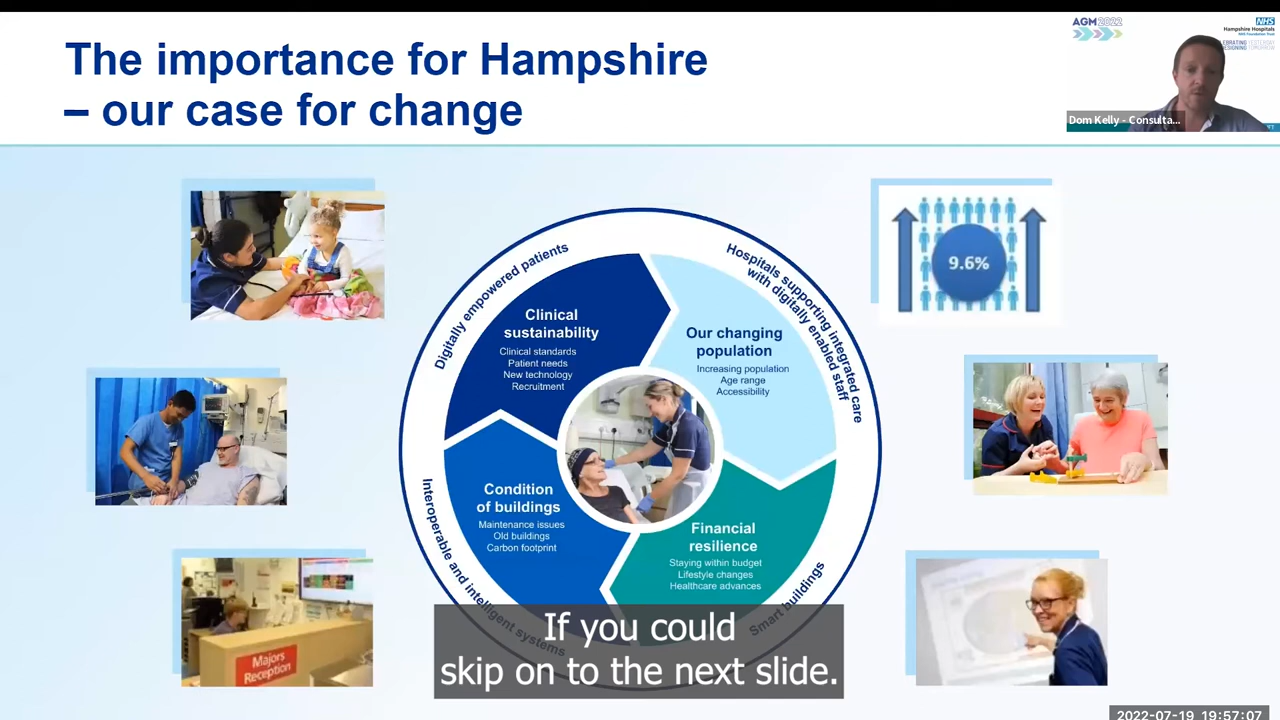 The importance for Hampshire
– our case for change
AGM2022
NHS
Hampshire Hospitals
NHS Foundation Trust
Dom Kelly - Consulta...
Digitally empowered patients
Hospitals supporting integrated care
with digitally enabled staff
Clinical
sustainability
Clinical standards
Patient needs
New technology
Recruitment
Our changing
population
Increasing population
Age range
Accessibility
9.6%
Condition
of buildings
Maintenance issues
Old buildings
Carbon footprint
Financial
resilience
Staying within budget
Lifestyle changes
Healthcare advances
Interoperable and intelligent systems
Smart buildings
Majors
Reception
If you could
skip on to the next slide.
2022-07-19 19:57:07